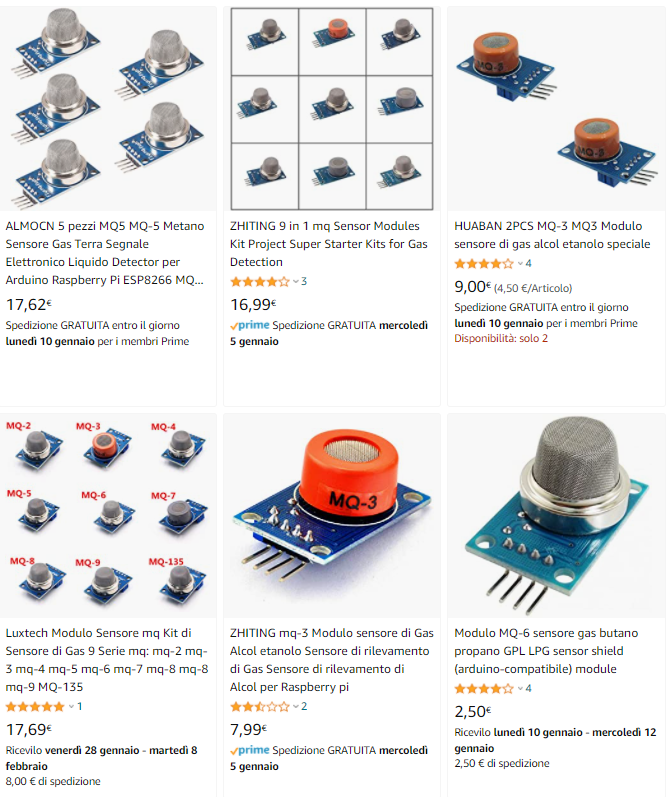 MQ-3
MQ-3
ALMOCN 5 pezzi MQ5 MQ-5 Metano
Sensore Gas Terra Segnale
Elettronico Liquido Detector per
Arduino Raspberry Pi ESP8266 MQ...
17,62€
Spedizione GRATUITA entro il giorno
lunedì 10 gennaio per i membri Prime
ZHITING 9 in 1 mq Sensor Modules
Kit Project Super Starter Kits for Gas
Detection
3
16,99€
prime Spedizione GRATUITA mercoledì
5 gennaio
HUABAN 2PCS MQ-3 MQ3 Modulo
sensore di gas alcol etanolo speciale
4
9,00€ (4,50 €/Articolo)
Spedizione GRATUITA entro il giorno
lunedì 10 gennaio per i membri Prime
Disponibilità: solo 2
MQ-2 MQ-3 MQ-4
MQ-5 MQ-6 MQ-7
MQ-8 MQ-9 MQ-135
MQ-3
Luxtech Modulo Sensore mq Kit di
Sensore di Gas 9 Serie mq: mq-2 mq-
3 mq-4 mq-5 mq-6 mq-7 mq-8 mq-8
mq-9 MQ-135
1
17,69€
Ricevilo venerdì 28 gennaio - martedì 8
febbraio
8,00 € di spedizione
ZHITING mq-3 Modulo sensore di Gas
Alcol etanolo Sensore di rilevamento
di Gas Sensore di rilevamento di
Alcol per Raspberry pi
2
7,99€
prime Spedizione GRATUITA mercoledì
5 gennaio
Modulo MQ-6 sensore gas butano
propano GPL LPG sensor shield
(arduino-compatible) module
4
2,50€
Ricevilo lunedì 10 gennaio - mercoledì 12
gennaio
2,50 € di spedizione